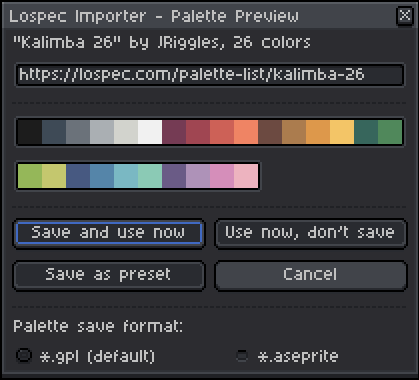 Lospec Importer - Palette Preview
"Kalimba 26" by JRiggles, 26 colors
https://lospec.com/palette-list/kalimba-26
Save and use now
Use now, don't save
Save as preset
Cancel
Palette save format:
*.gpl (default)
*.aseprite